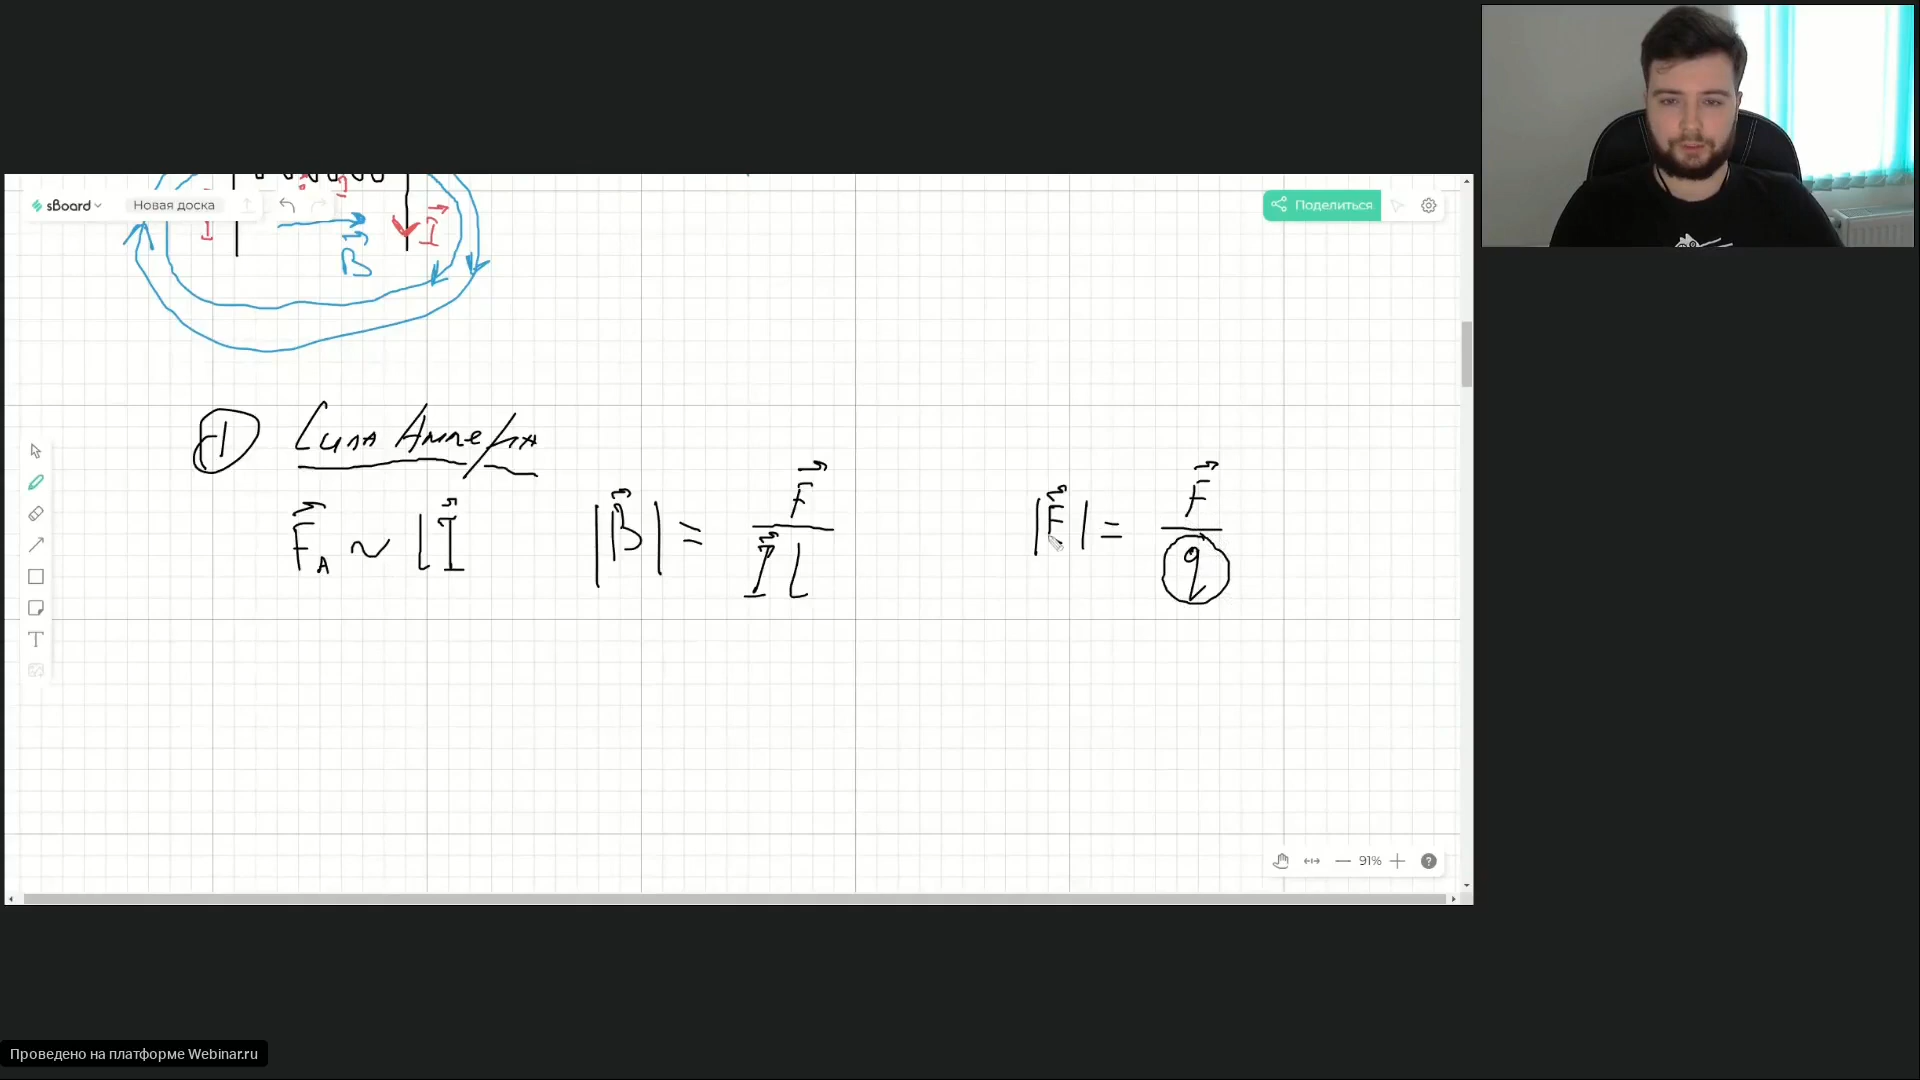 sBoard
Новая доска
Поделиться
I
B
I
1 Сила Ампера
F_A ~ l I
|B| = F / I l
|E| = F / q
T
91%
Проведено на платформе Webinar.ru